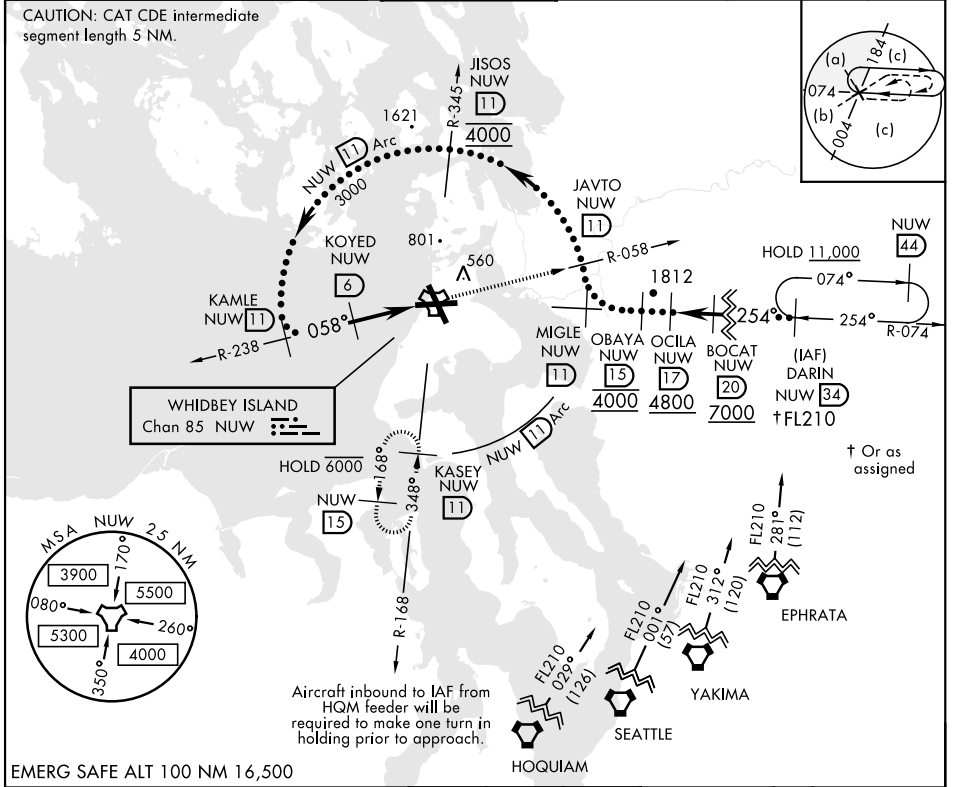 CAUTION: CAT CDE intermediate
segment length 5 NM.
JISOS
NUW
11
4000
R-345
1621
NUW 11 Arc
3000
JAVTO
NUW
11
R-058
801
560
KOYED
NUW
6
KAMLE
NUW 11
058°
R-238
(a)
184
(c)
074
(b)
004
(c)
NUW
44
HOLD 11,000
074°
254°
254°
R-074
1812
MIGLE
NUW
11
OBAYA
NUW
15
4000
OCILA
NUW
17
4800
BOCAT
NUW
20
7000
(IAF)
DARIN
NUW 34
†FL210
† Or as
assigned
WHIDBEY ISLAND
Chan 85 NUW
HOLD 6000
168°
348°
NUW
15
KASEY
NUW
11
NUW 11 Arc
R-168
MSA NUW 25 NM
3900
170°
5500
080°
260°
5300
4000
350°
Aircraft inbound to IAF from
HQM feeder will be
required to make one turn in
holding prior to approach.
FL210
029°
(126)
HOQUIAM
FL210
001°
(57)
SEATTLE
FL210
312°
(120)
YAKIMA
FL210
281°
(112)
EPHRATA
EMERG SAFE ALT 100 NM 16,500